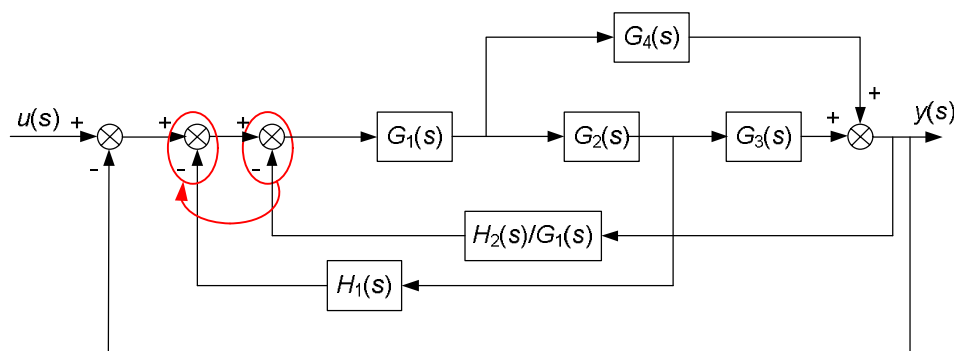 G₄(s)
u(s) + + + + y(s)
G₁(s) G₂(s) G₃(s) +
- - -
H₂(s)/G₁(s)
H₁(s)